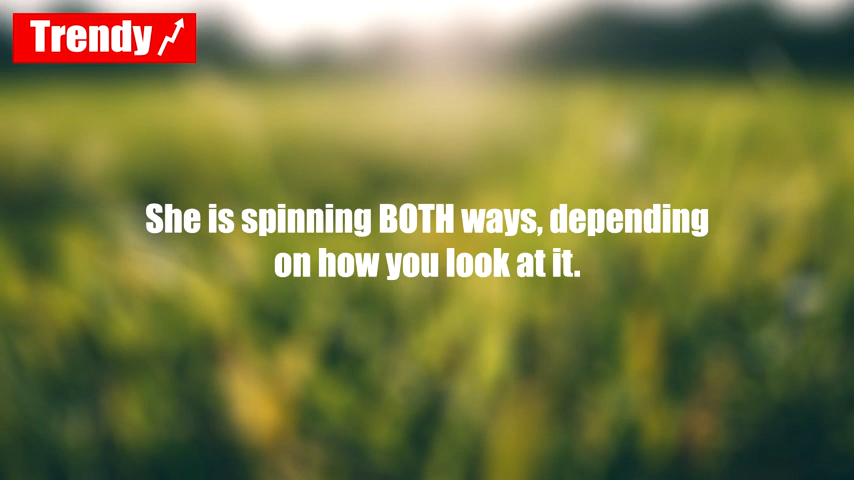 Trendy
She is spinning BOTH ways, depending
on how you look at it.